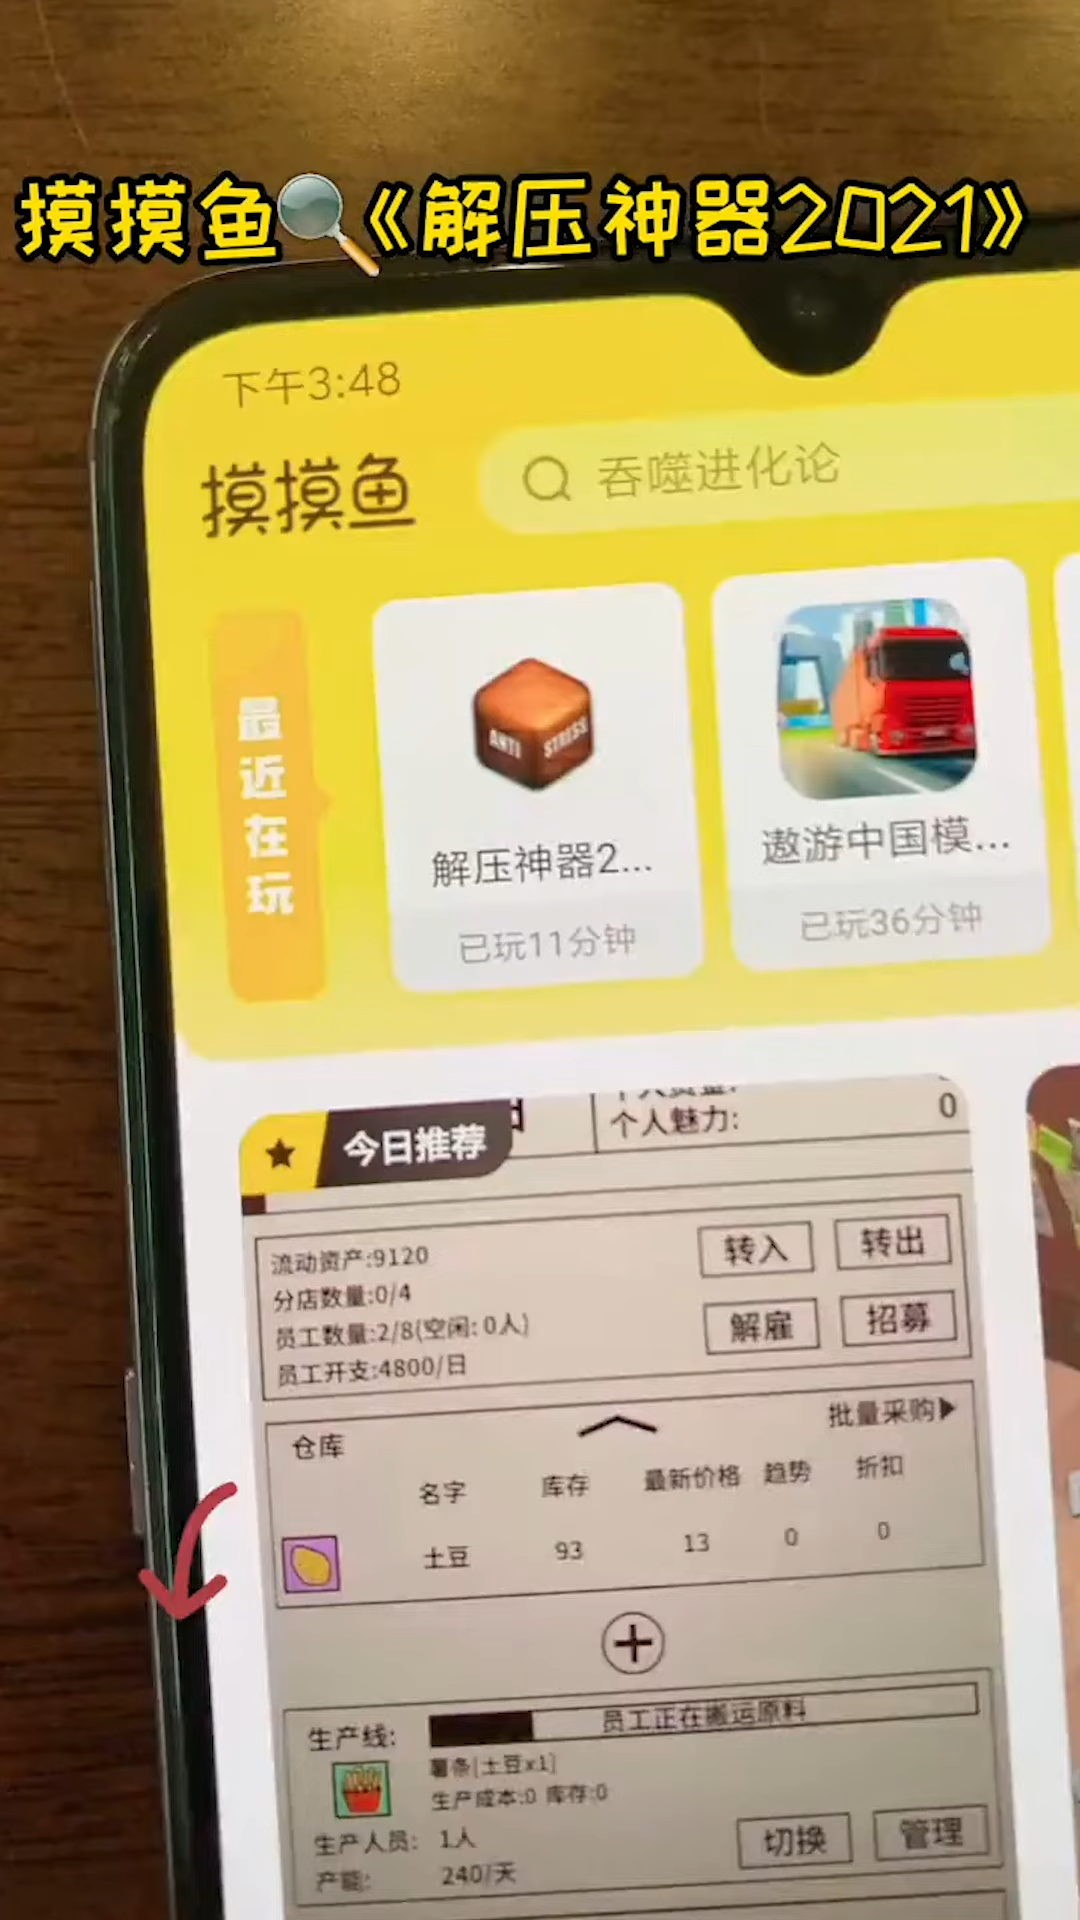 摸摸鱼《解压神器2021》
下午3:48
摸摸鱼
吞噬进化论
最近在玩
ANTI STRESS
解压神器2...
已玩11分钟
遨游中国模...
已玩36分钟
今日推荐
个人魅力: 0
流动资产:9120
分店数量:0/4
员工数量:2/8(空闲: 0人)
员工开支:4800/日
转入 转出
解雇 招募
仓库
批量采购
名字 库存 最新价格 趋势 折扣
土豆 93 13 0 0
生产线:
员工正在搬运原料
薯条[土豆x1]
生产成本:0 库存:0
生产人员: 1人
产能: 240/天
切换 管理